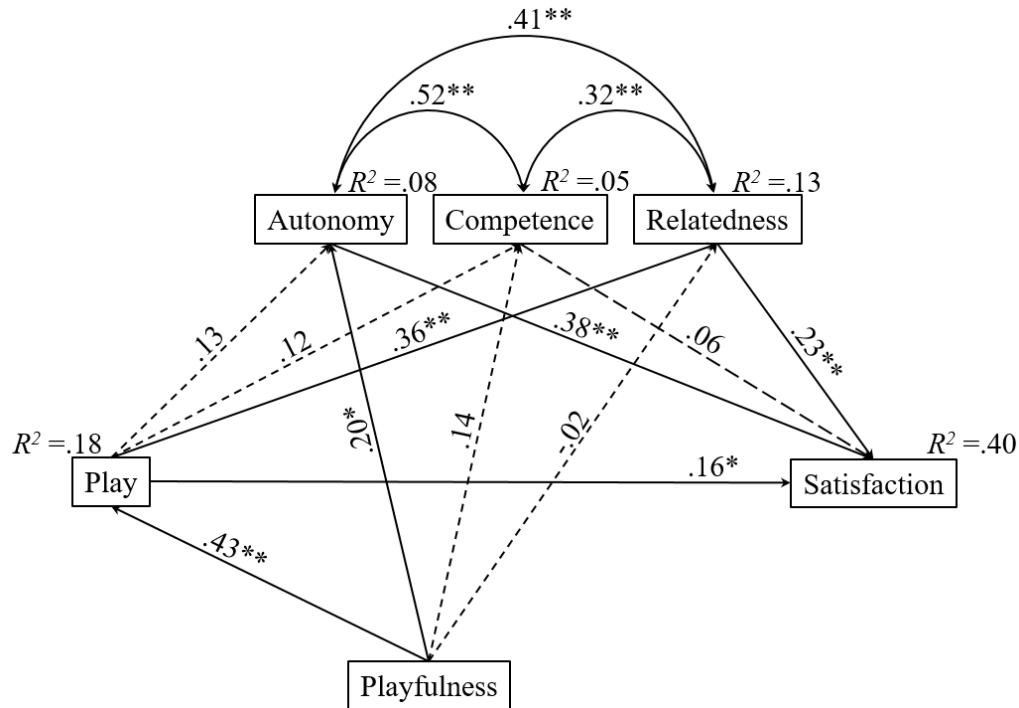 .41**
.52**
.32**
R² =.08
R² =.05
R² =.13
Autonomy
Competence
Relatedness
.13
.12
.36**
.38**
.06
.23**
R² =.18
.20*
.14
.02
R² =.40
Play
.16*
Satisfaction
.43**
Playfulness